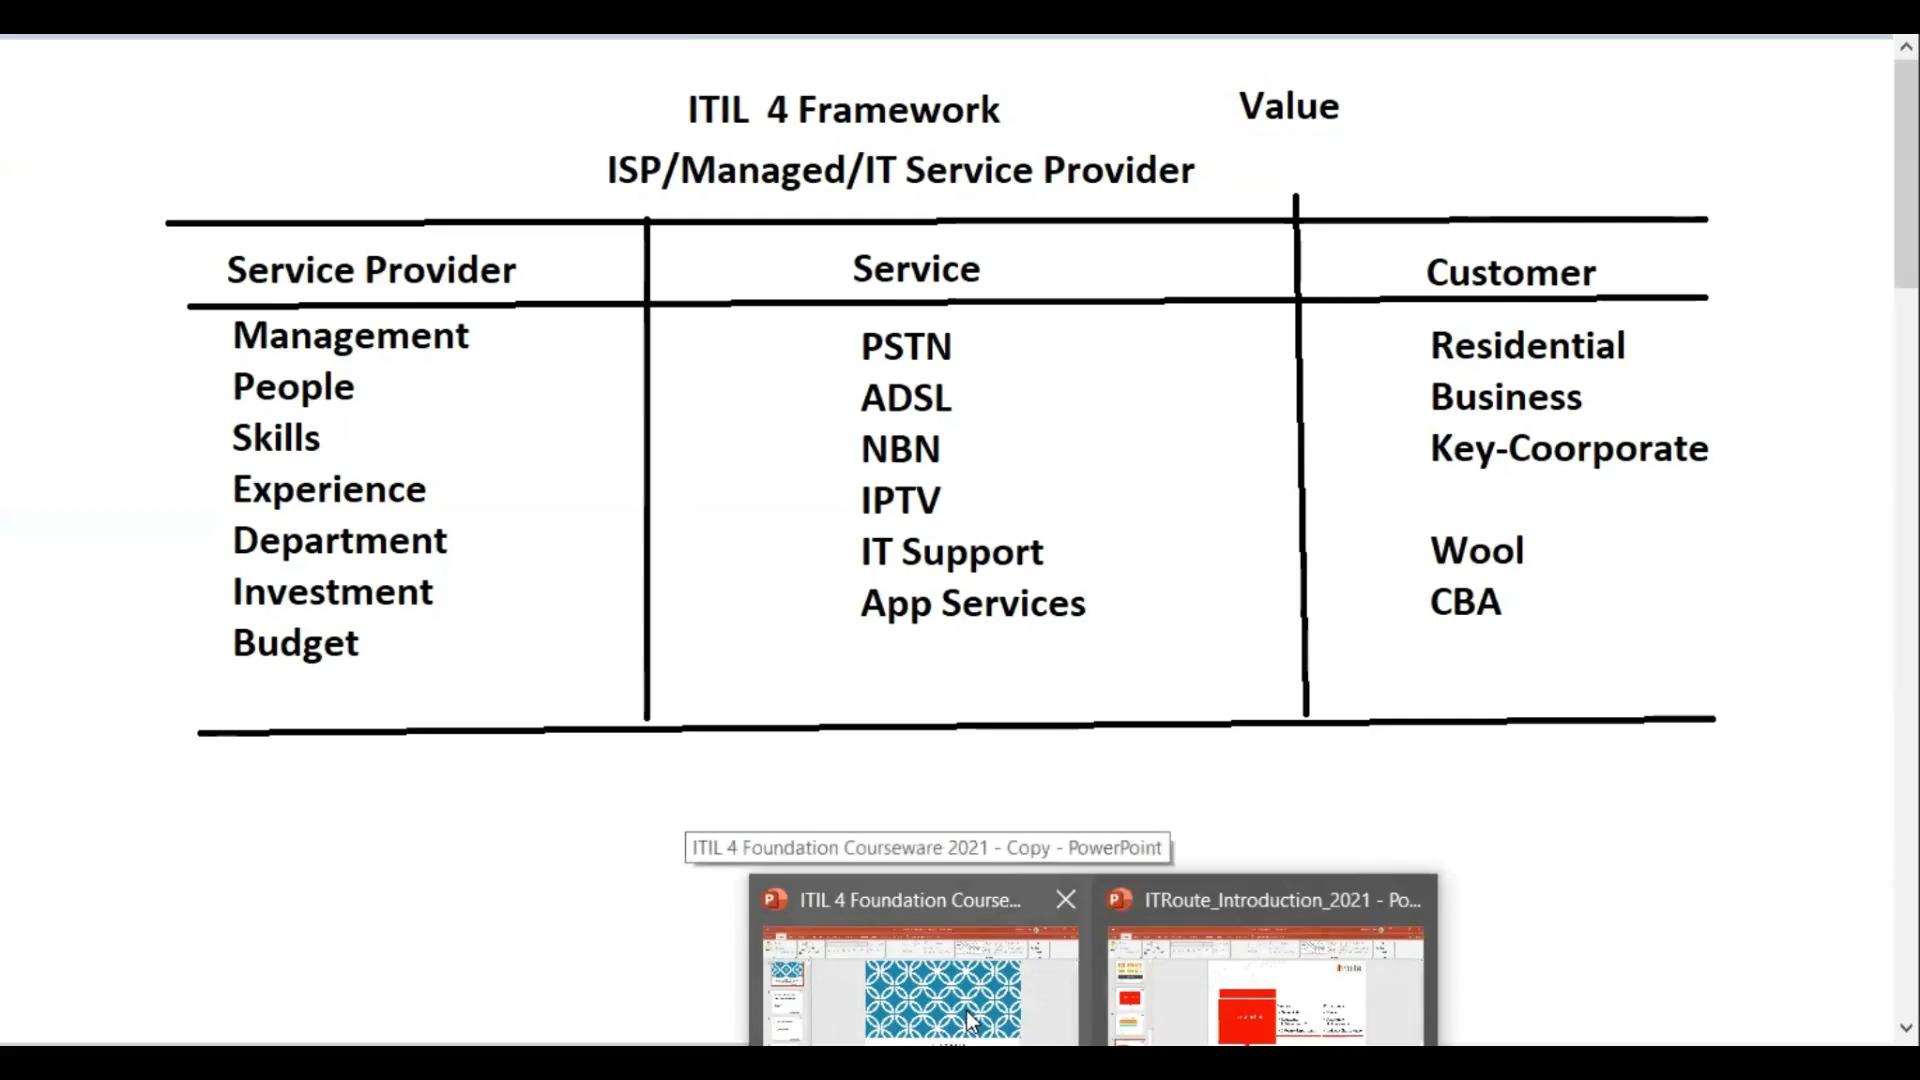 ITIL 4 Framework
Value
ISP/Managed/IT Service Provider
Service Provider
Service
Customer
Management
People
Skills
Experience
Department
Investment
Budget
PSTN
ADSL
NBN
IPTV
IT Support
App Services
Residential
Business
Key-Coorporate
Wool
CBA
ITIL 4 Foundation Courseware 2021 - Copy - PowerPoint
ITIL 4 Foundation Course...
ITRoute_Introduction_2021 - Po...